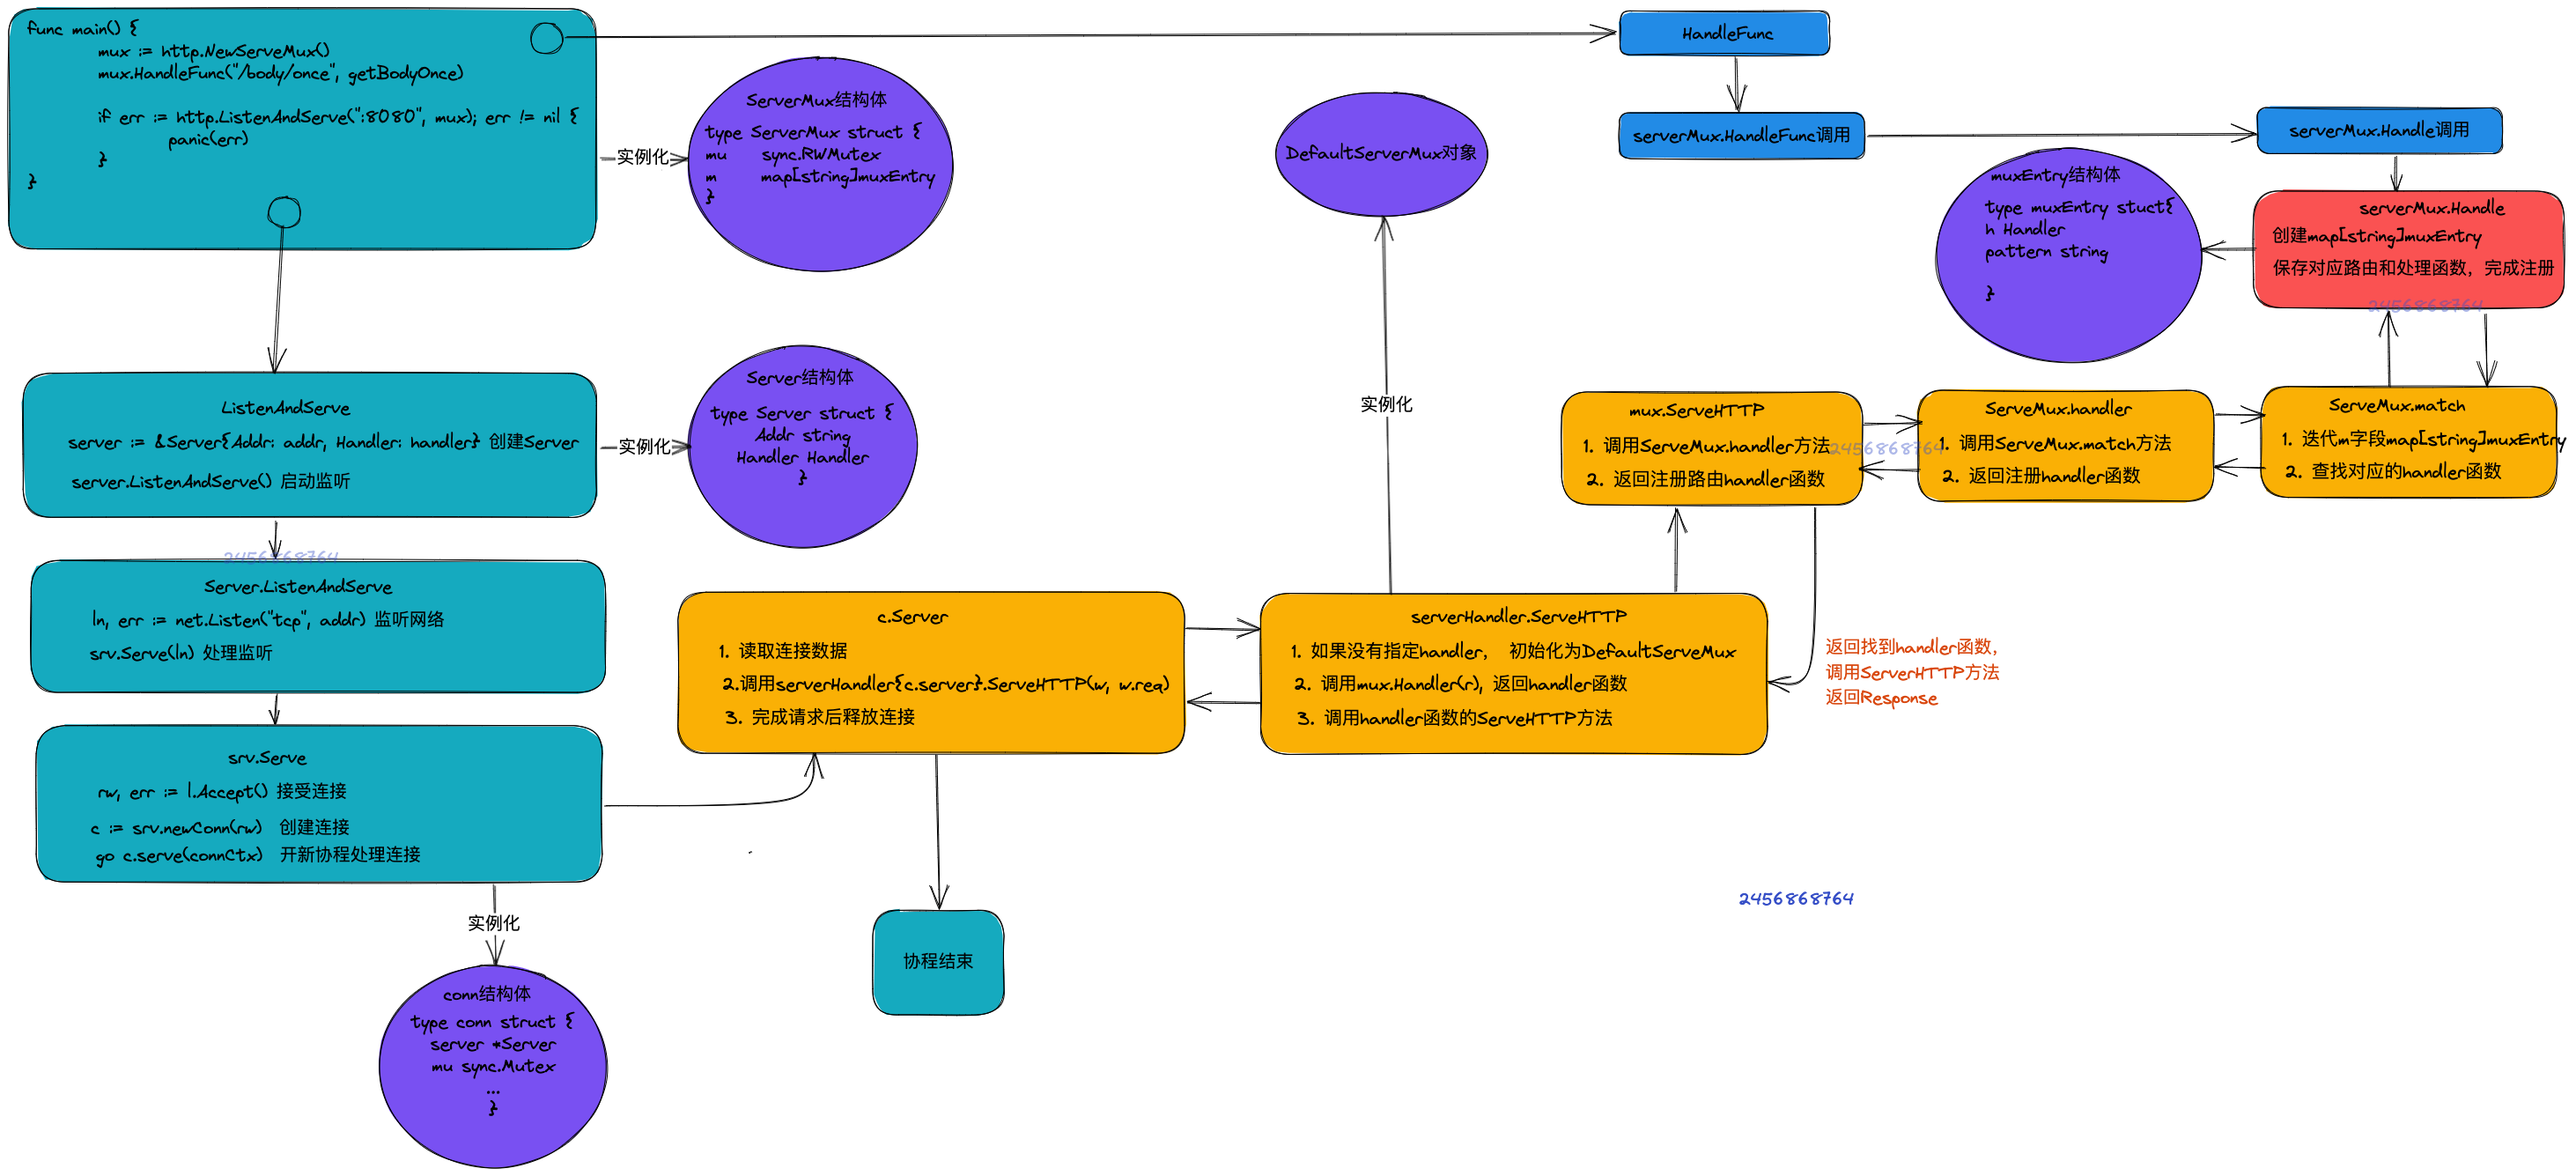 func main() {
mux := http.NewServeMux()
mux.HandleFunc("/body/once", getBodyOnce)
if err := http.ListenAndServe(":8080", mux); err != nil {
panic(err)
}
}
实例化
ServerMux结构体
type ServerMux struct {
mu sync.RWMutex
m map[string]muxEntry
}
DefaultServerMux对象
HandleFunc
serverMux.HandleFunc调用
serverMux.Handle调用
muxEntry结构体
type muxEntry stuct{
h Handler
pattern string
}
serverMux.Handle
创建map[string]muxEntry
保存对应路由和处理函数，完成注册
2456868764
ListenAndServe
server := &Server{Addr: addr, Handler: handler} 创建Server
server.ListenAndServe() 启动监听
实例化
Server结构体
type Server struct {
Addr string
Handler Handler
}
实例化
mux.ServeHTTP
1. 调用ServeMux.handler方法
2. 返回注册路由handler函数
2456868764
ServeMux.handler
1. 调用ServeMux.match方法
2. 返回注册handler函数
ServeMux.match
1. 迭代m字段map[string]muxEntry
2. 查找对应的handler函数
2456868764
Server.ListenAndServe
ln, err := net.Listen("tcp", addr) 监听网络
srv.Serve(ln) 处理监听
c.Server
1. 读取连接数据
2.调用serverHandler{c.server}.ServeHTTP(w, w.req)
3. 完成请求后释放连接
serverHandler.ServeHTTP
1. 如果没有指定handler， 初始化为DefaultServeMux
2. 调用mux.Handler(r), 返回handler函数
3. 调用handler函数的ServeHTTP方法
返回找到handler函数，
调用ServerHTTP方法
返回Response
srv.Serve
rw, err := l.Accept() 接受连接
c := srv.newConn(rw) 创建连接
go c.serve(connCtx) 开新协程处理连接
实例化
conn结构体
type conn struct {
server *Server
mu sync.Mutex
...
}
协程结束
2456868764